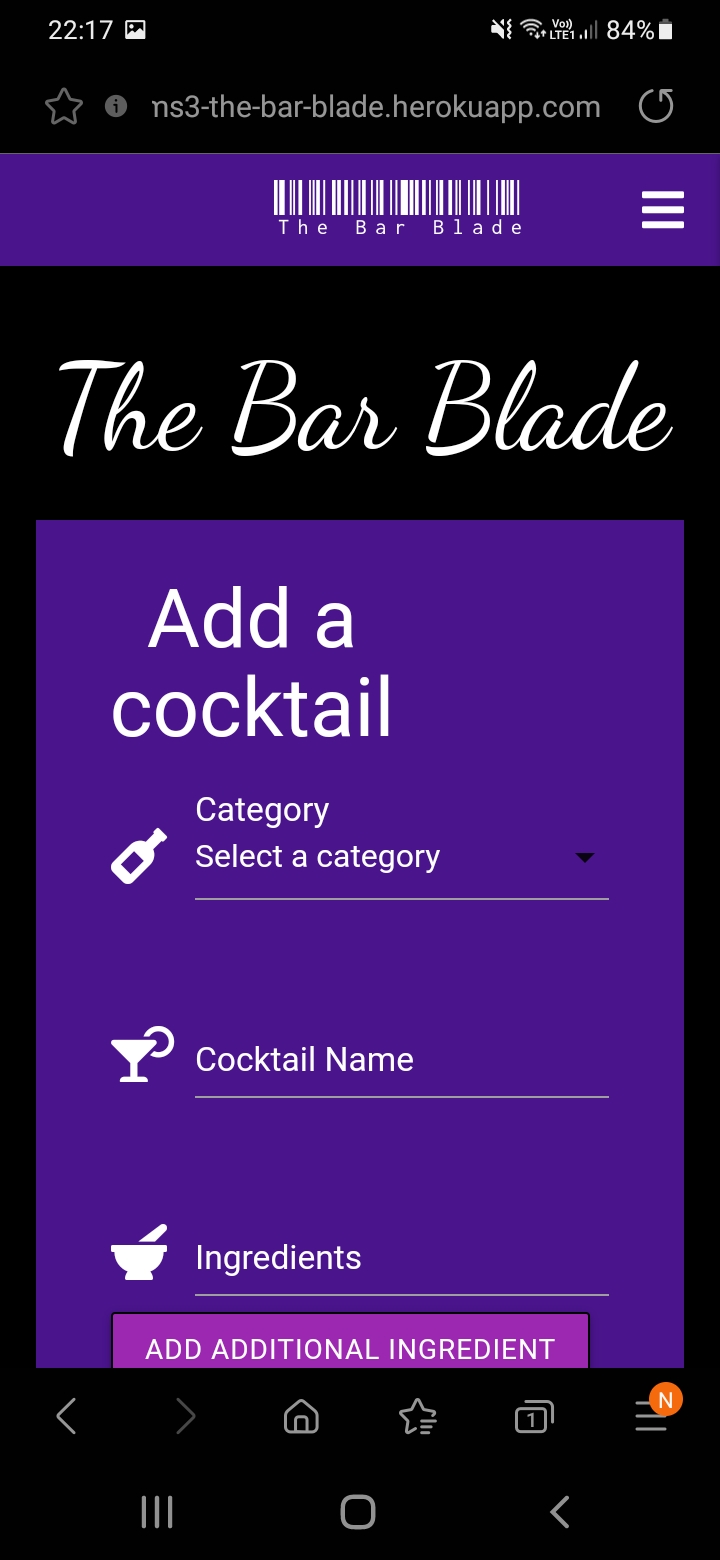 22:17 Vo)) LTE1 84%
ms3-the-bar-blade.herokuapp.com
The Bar Blade
The Bar Blade
Add a
cocktail
Category
Select a category
Cocktail Name
Ingredients
ADD ADDITIONAL INGREDIENT
1 N